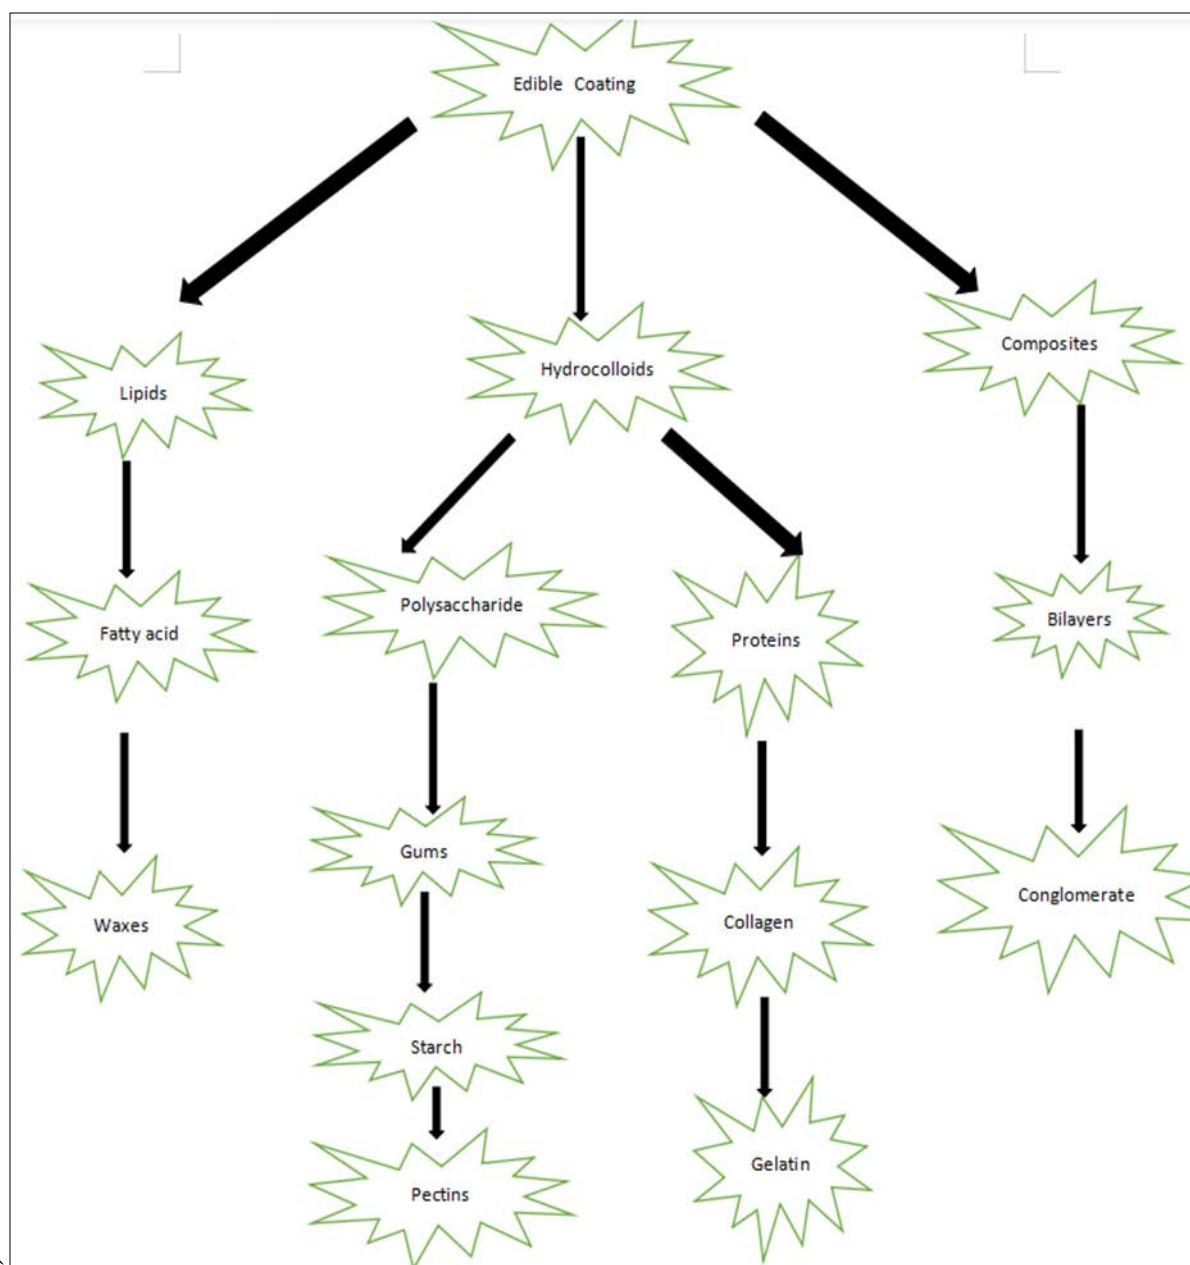 Edible Coating
Lipids
Hydrocolloids
Composites
Fatty acid
Polysaccharide
Proteins
Bilayers
Waxes
Gums
Collagen
Conglomerate
Starch
Gelatin
Pectins